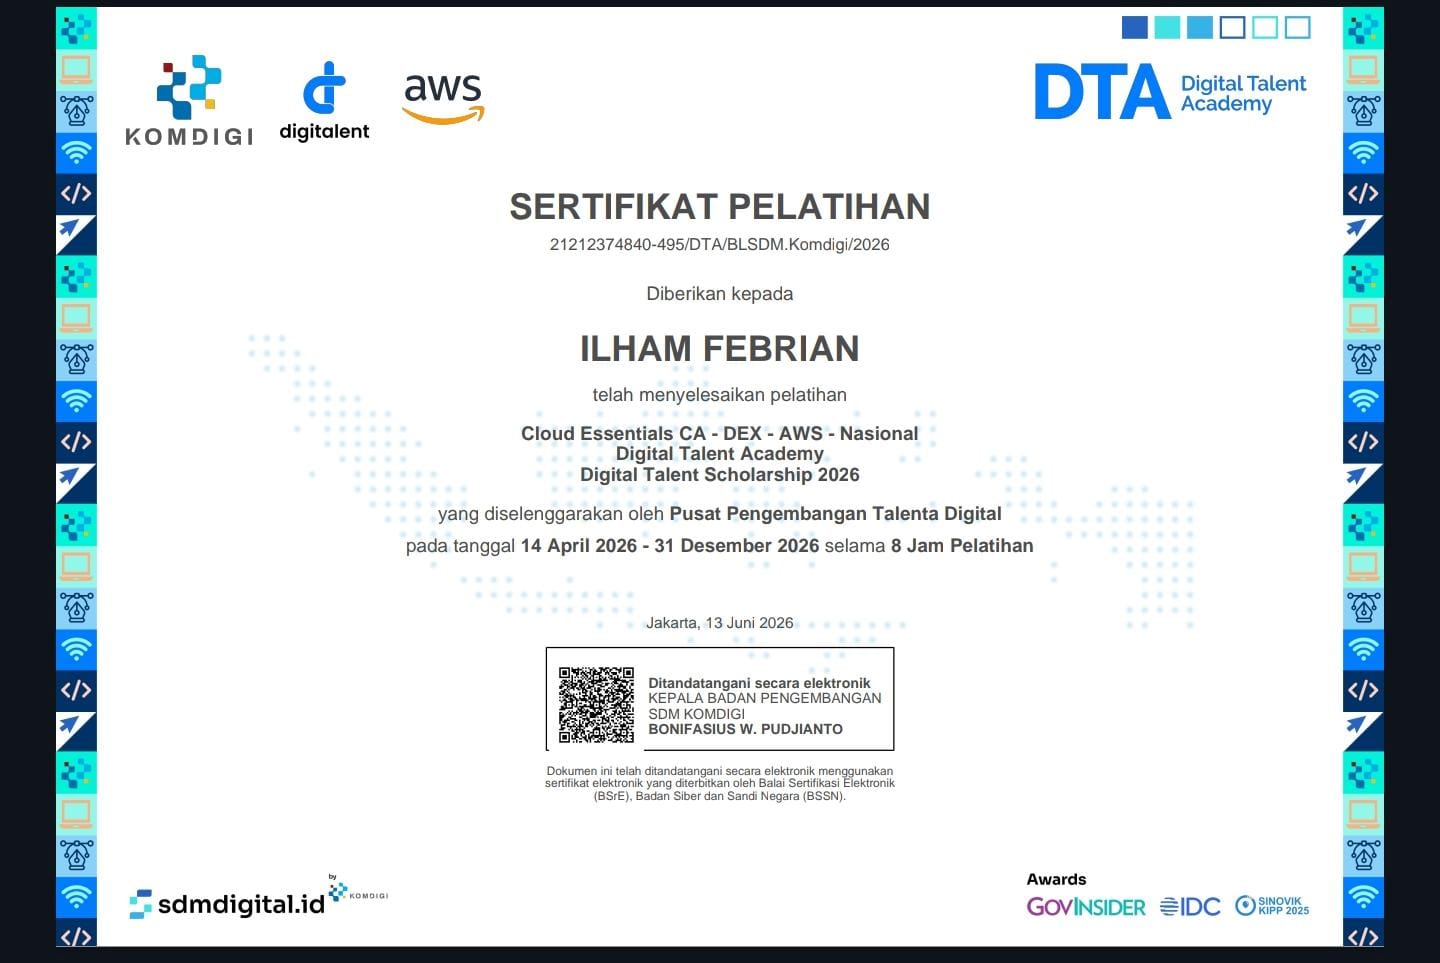 KOMDIGI
digitalent
aws
DTA Digital Talent
Academy
SERTIFIKAT PELATIHAN
21212374840-495/DTA/BLSDM.Komdigi/2026
Diberikan kepada
ILHAM FEBRIAN
telah menyelesaikan pelatihan
Cloud Essentials CA - DEX - AWS - Nasional
Digital Talent Academy
Digital Talent Scholarship 2026
yang diselenggarakan oleh Pusat Pengembangan Talenta Digital
pada tanggal 14 April 2026 - 31 Desember 2026 selama 8 Jam Pelatihan
Jakarta, 13 Juni 2026
Ditandatangani secara elektronik
KEPALA BADAN PENGEMBANGAN
SDM KOMDIGI
BONIFASIUS W. PUDJIANTO
Dokumen ini telah ditandatangani secara elektronik menggunakan
sertifikat elektronik yang diterbitkan oleh Balai Sertifikasi Elektronik
(BSrE), Badan Siber dan Sandi Negara (BSSN).
sdmdigital.id
by
KOMDIGI
Awards
GOVINSIDER
IDC
SINOVIK
KIPP 2025